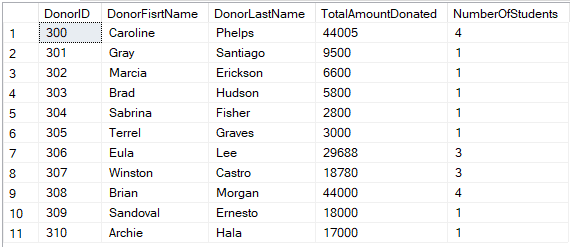 DonorID DonorFisrtName DonorLastName TotalAmountDonated NumberOfStudents
1 300 Caroline Phelps 44005 4
2 301 Gray Santiago 9500 1
3 302 Marcia Erickson 6600 1
4 303 Brad Hudson 5800 1
5 304 Sabrina Fisher 2800 1
6 305 Terrel Graves 3000 1
7 306 Eula Lee 29688 3
8 307 Winston Castro 18780 3
9 308 Brian Morgan 44000 4
10 309 Sandoval Ernesto 18000 1
11 310 Archie Hala 17000 1